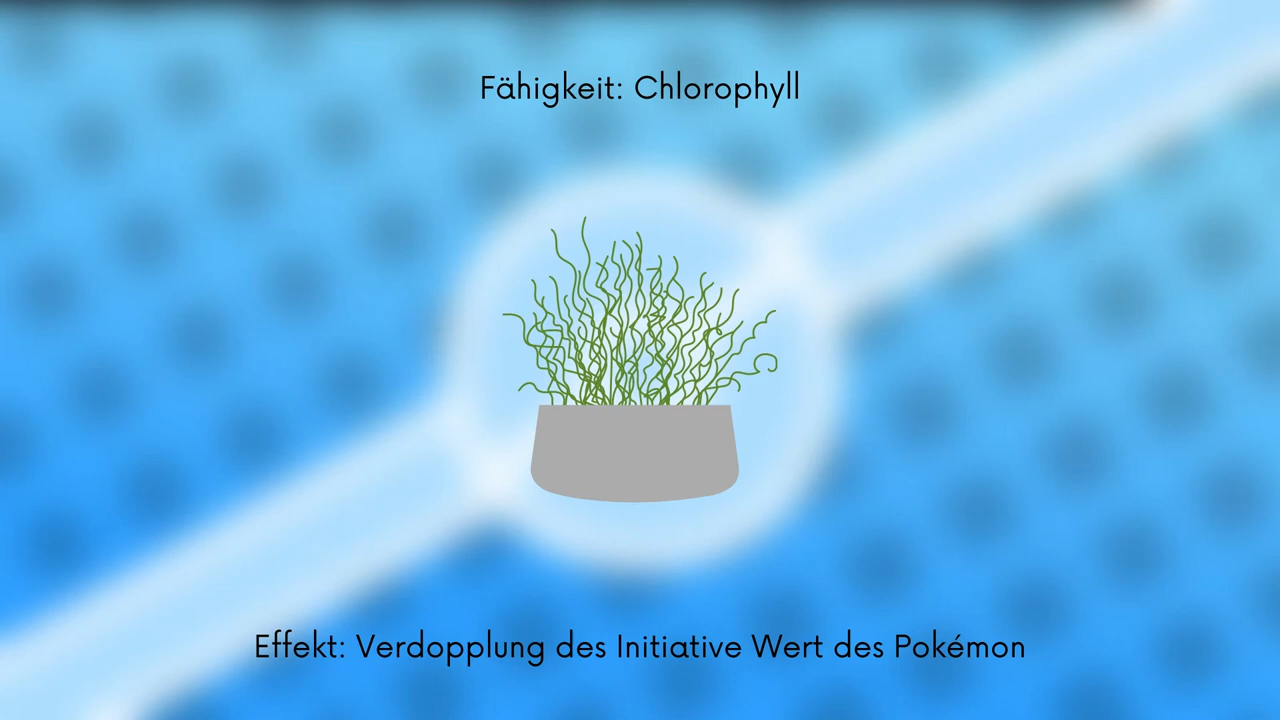 Fähigkeit: Chlorophyll
Effekt: Verdopplung des Initiative Wert des Pokémon